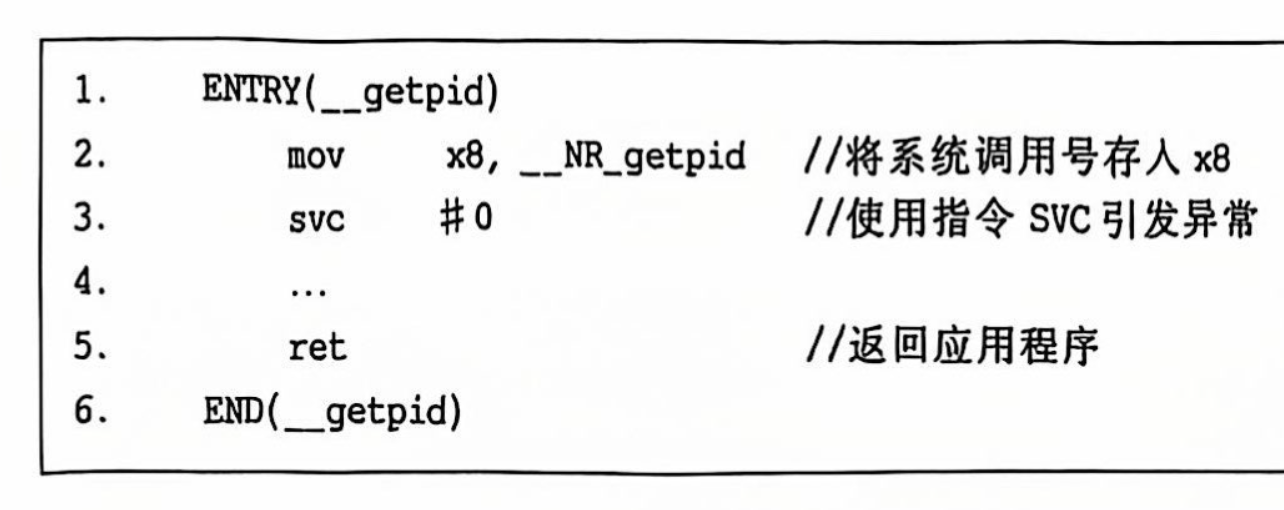 1. ENTRY(__getpid)
2. mov x8, __NR_getpid //将系统调用号存入 x8
3. svc #0 //使用指令 SVC 引发异常
4. ...
5. ret //返回应用程序
6. END(__getpid)